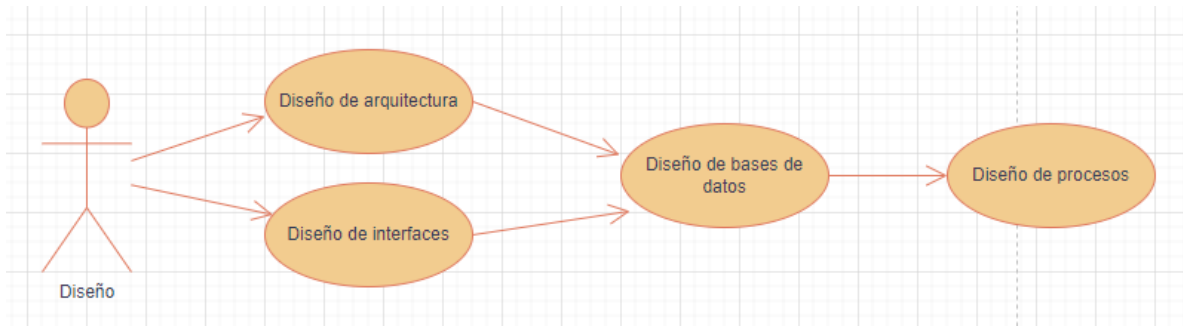 Diseño de arquitectura
Diseño de interfaces
Diseño
Diseño de bases de
datos
Diseño de procesos